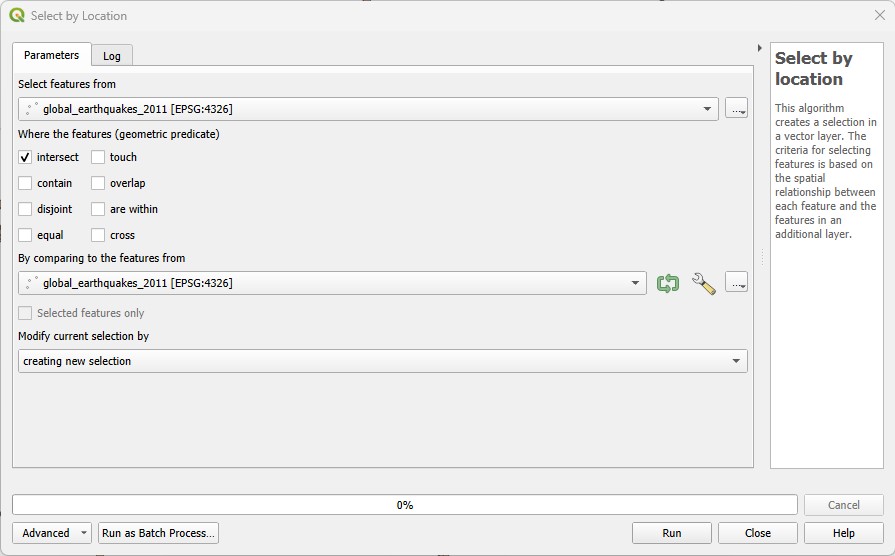 Select by Location
Parameters
Log
Select features from
global_earthquakes_2011 [EPSG:4326]
...
Where the features (geometric predicate)
intersect touch
contain overlap
disjoint are within
equal cross
By comparing to the features from
global_earthquakes_2011 [EPSG:4326]
...
Selected features only
Modify current selection by
creating new selection
Select by
location
This algorithm
creates a selection in
a vector layer. The
criteria for selecting
features is based on
the spatial
relationship between
each feature and the
features in an
additional layer.
0%
Cancel
Advanced
Run as Batch Process...
Run
Close
Help